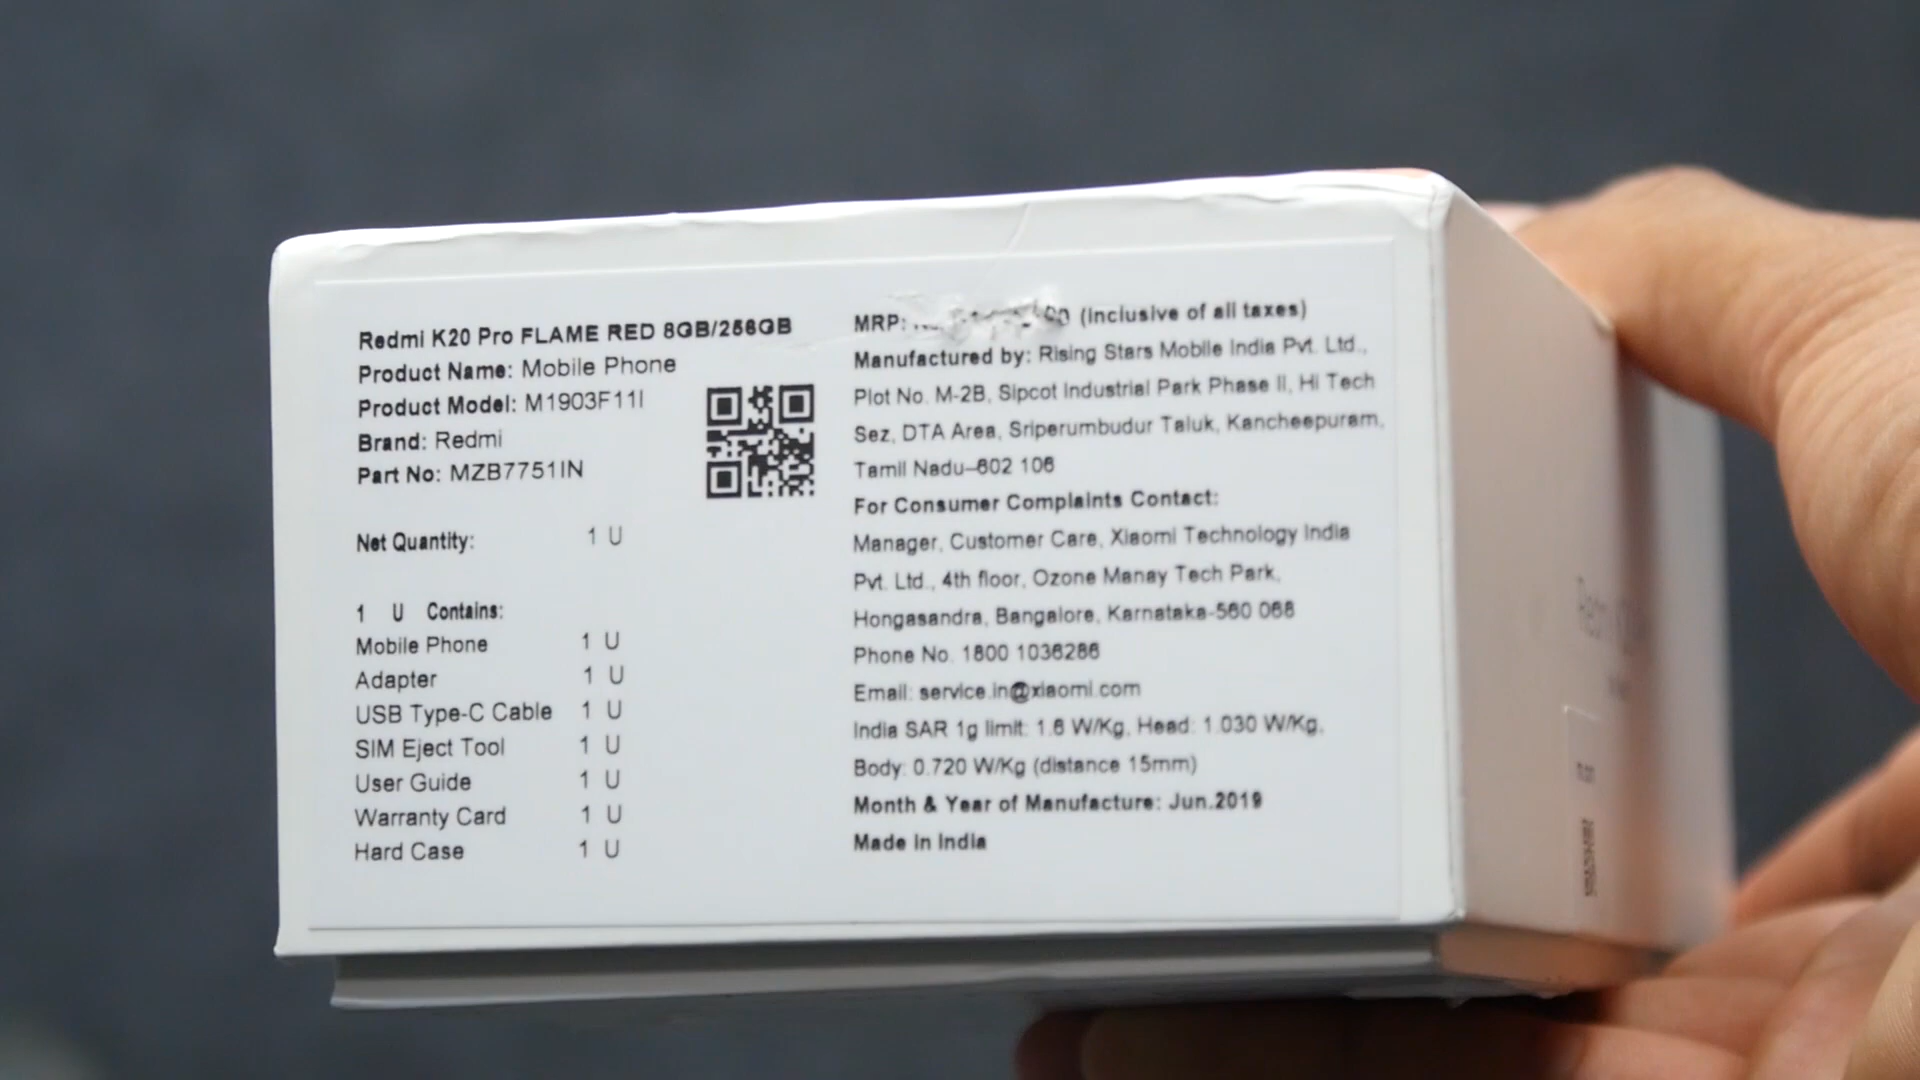 Redmi K20 Pro FLAME RED 8GB/256GB
Product Name: Mobile Phone
Product Model: M1903F11I
Brand: Redmi
Part No: MZB7751IN
Net Quantity: 1 U
1 U Contains:
Mobile Phone 1 U
Adapter 1 U
USB Type-C Cable 1 U
SIM Eject Tool 1 U
User Guide 1 U
Warranty Card 1 U
Hard Case 1 U
MRP: (inclusive of all taxes)
Manufactured by: Rising Stars Mobile India Pvt. Ltd.,
Plot No. M-2B, Sipcot Industrial Park Phase II, Hi Tech
Sez, DTA Area, Sriperumbudur Taluk, Kancheepuram,
Tamil Nadu–602 106
For Consumer Complaints Contact:
Manager, Customer Care, Xiaomi Technology India
Pvt. Ltd., 4th floor, Ozone Manay Tech Park,
Hongasandra, Bangalore, Karnataka-560 068
Phone No. 1800 1036286
Email: service.in@xiaomi.com
India SAR 1g limit: 1.6 W/Kg, Head: 1.030 W/Kg,
Body: 0.720 W/Kg (distance 15mm)
Month & Year of Manufacture: Jun.2019
Made in India